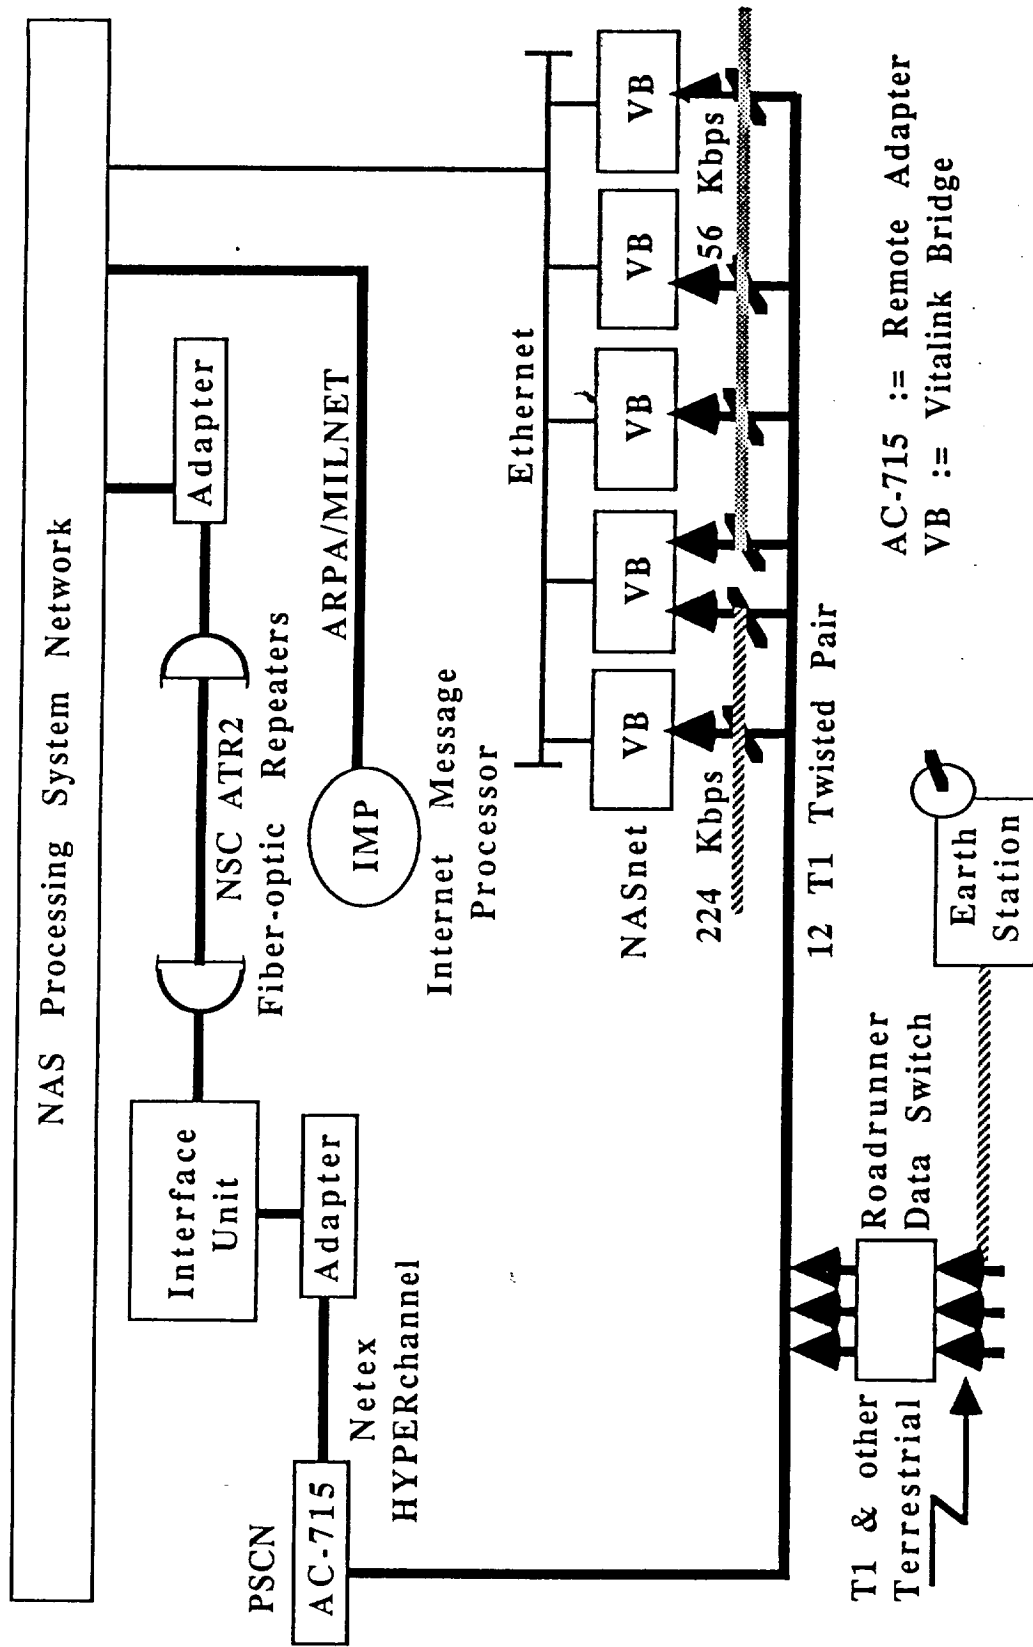 NAS Processing System Network
Interface
Unit
Adapter
NSC ATR2
Fiber-optic Repeaters
Adapter
PSCN
AC-715
Netex
HYPERchannel
ARPA/MILNET
IMP
Internet Message
Processor
Ethernet
NASnet
VB
VB
VB
VB
VB
224 Kbps
56 Kbps
12 T1 Twisted Pair
T1 & other
Terrestrial
Roadrunner
Data Switch
Earth
Station
AC-715 := Remote Adapter
VB := Vitalink Bridge